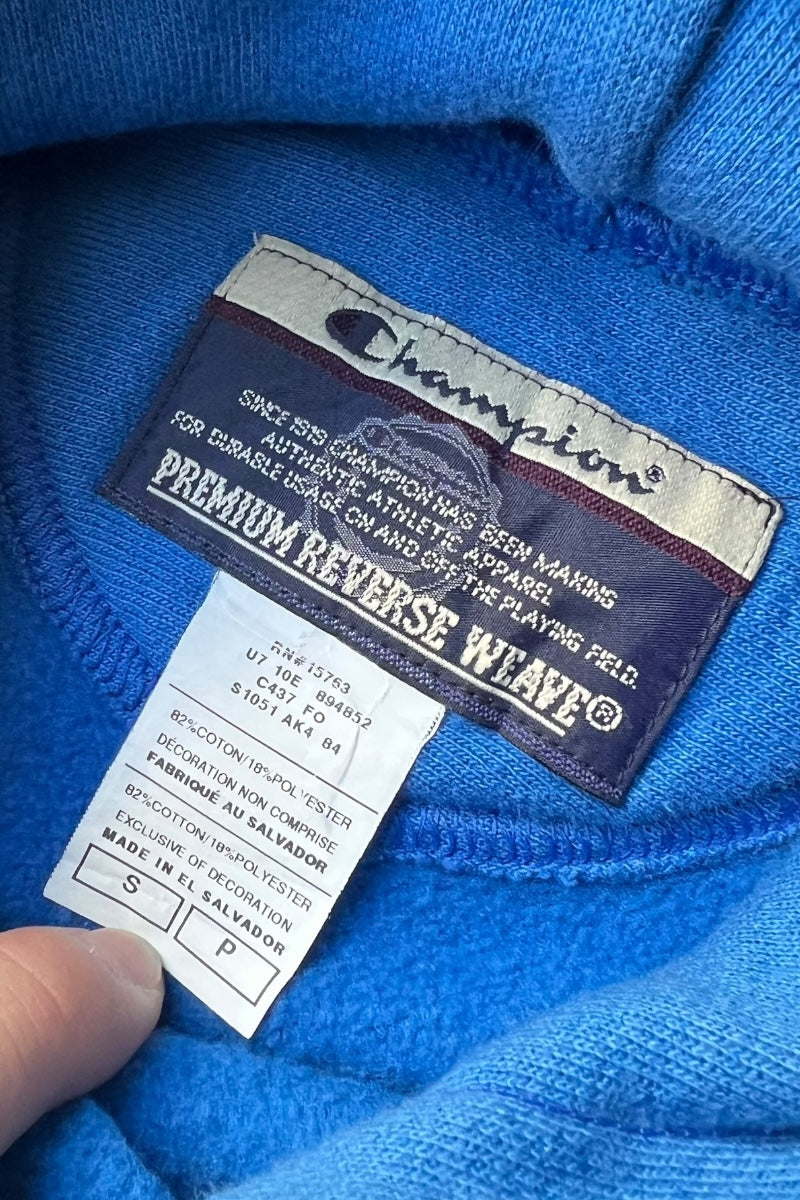 Champion®
SINCE 1919 CHAMPION HAS BEEN MAKING
AUTHENTIC ATHLETIC APPAREL
FOR DURABLE USAGE ON AND OFF THE PLAYING FIELD.
PREMIUM REVERSE WEAVE®
RN#15763
U7 10E 894852
C437 FO
S1051 AK4 84
82%COTON/18%POLYESTER
DÉCORATION NON COMPRISE
FABRIQUÉ AU SALVADOR
82%COTTON/18%POLYESTER
EXCLUSIVE OF DECORATION
MADE IN EL SALVADOR
S
P